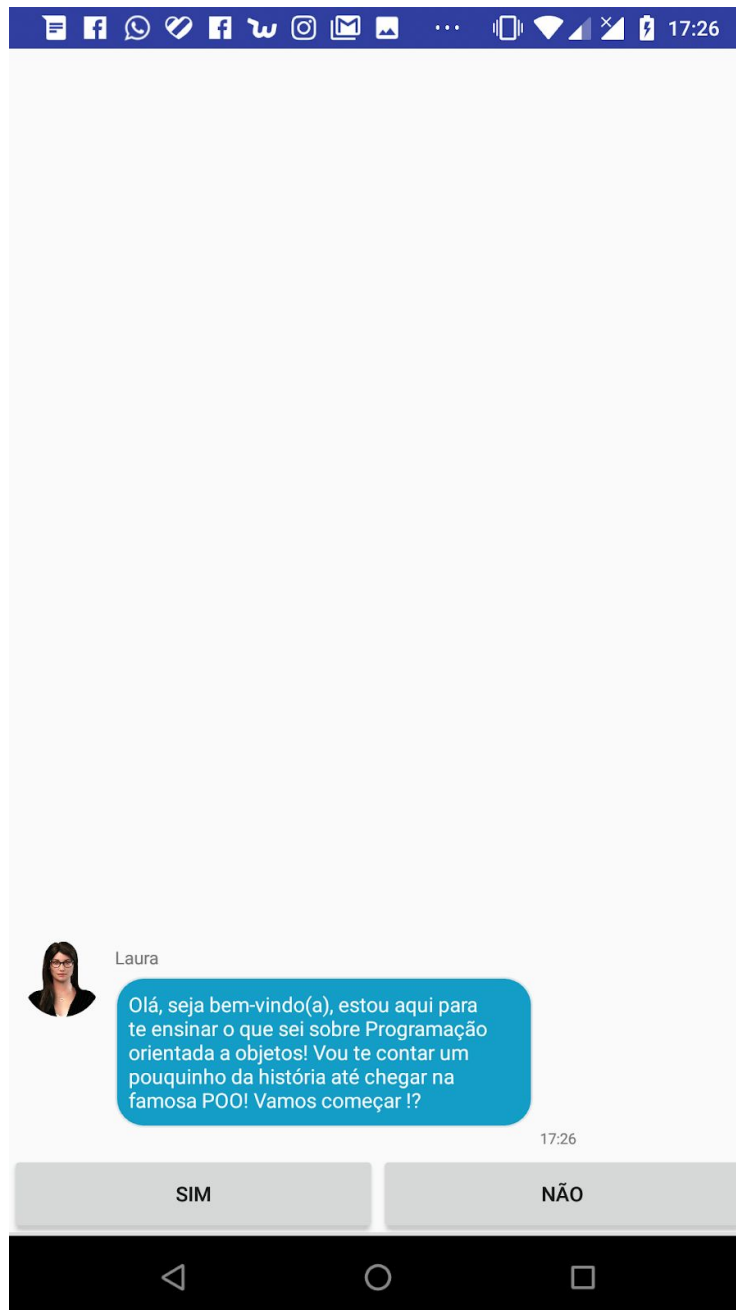 17:26
Laura
Olá, seja bem-vindo(a), estou aqui para
te ensinar o que sei sobre Programação
orientada a objetos! Vou te contar um
pouquinho da história até chegar na
famosa POO! Vamos começar !?
17:26
SIM
NÃO